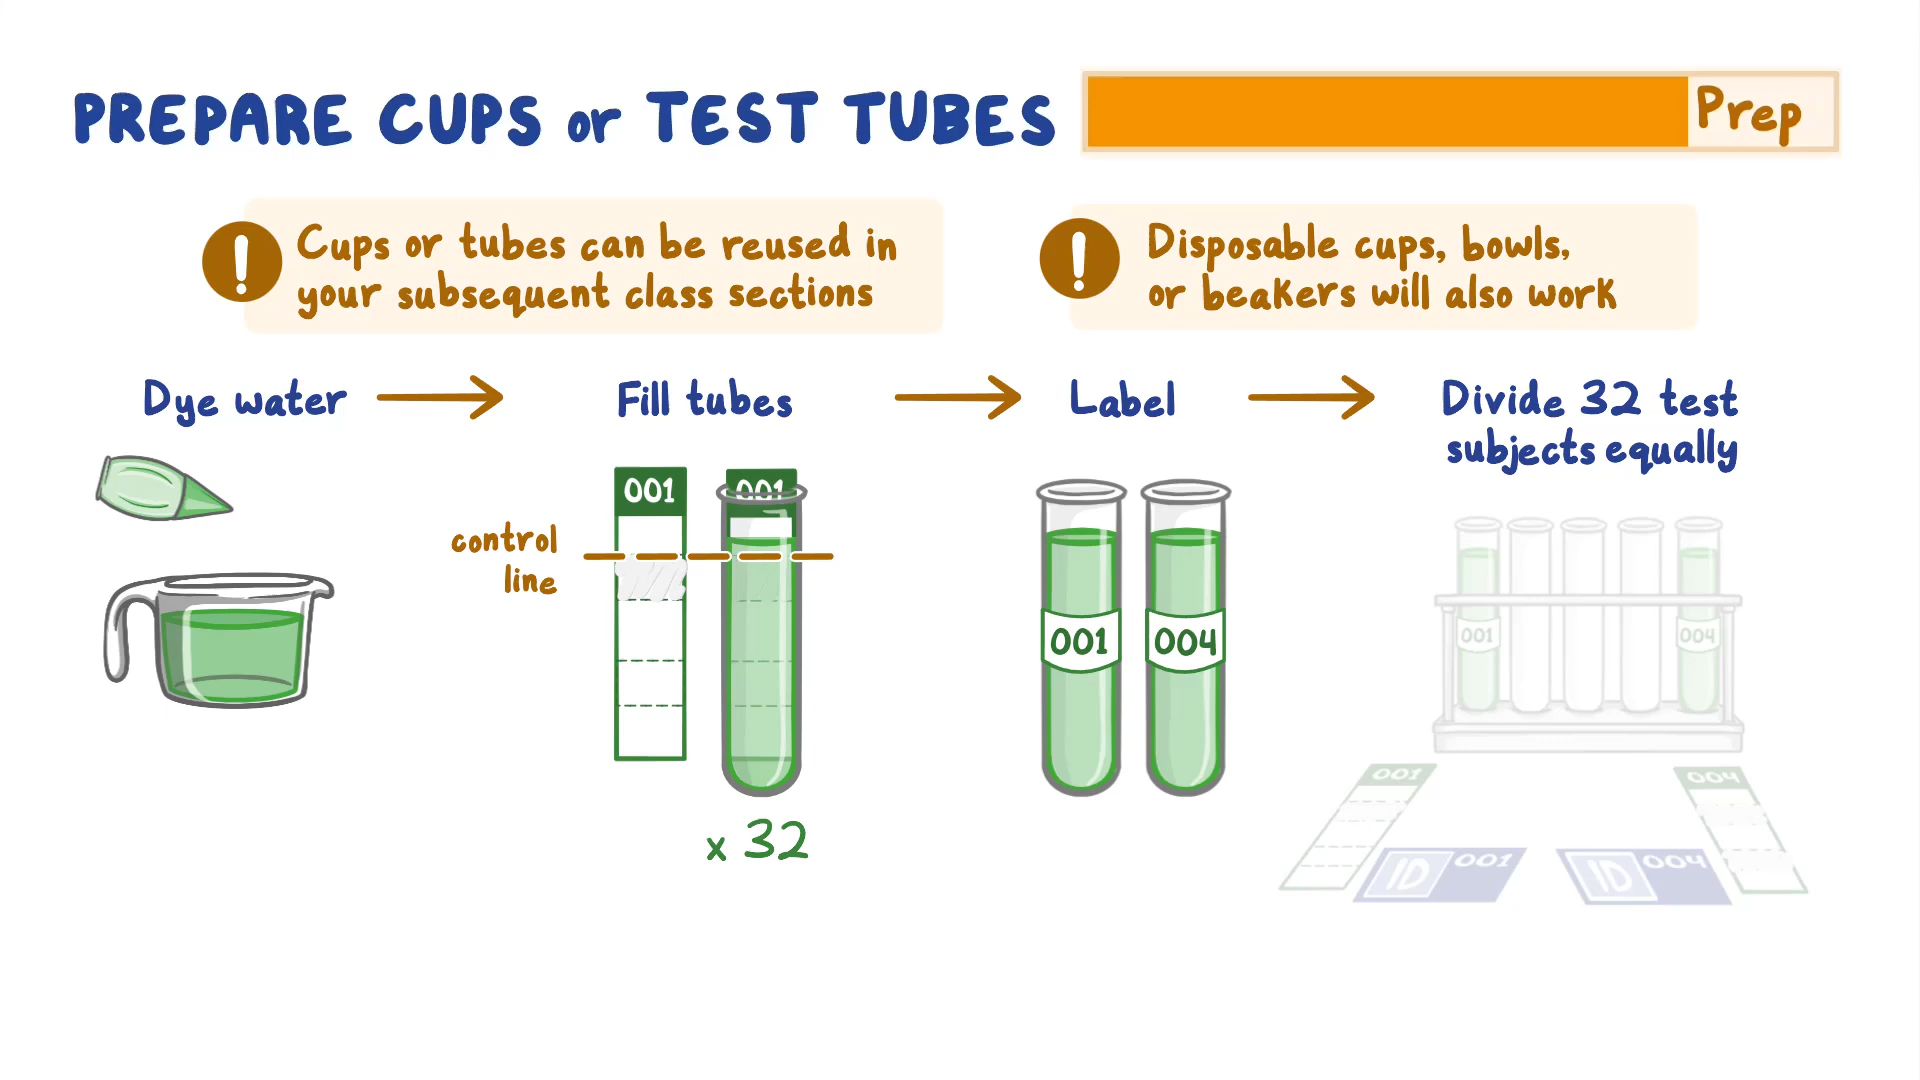 PREPARE CUPS or TEST TUBES
Prep
Cups or tubes can be reused in
your subsequent class sections
Disposable cups, bowls,
or beakers will also work
Dye water
Fill tubes
Label
Divide 32 test
subjects equally
control
line
001
001
x 32
001
004
001
004
001
004
ID 001
ID 004